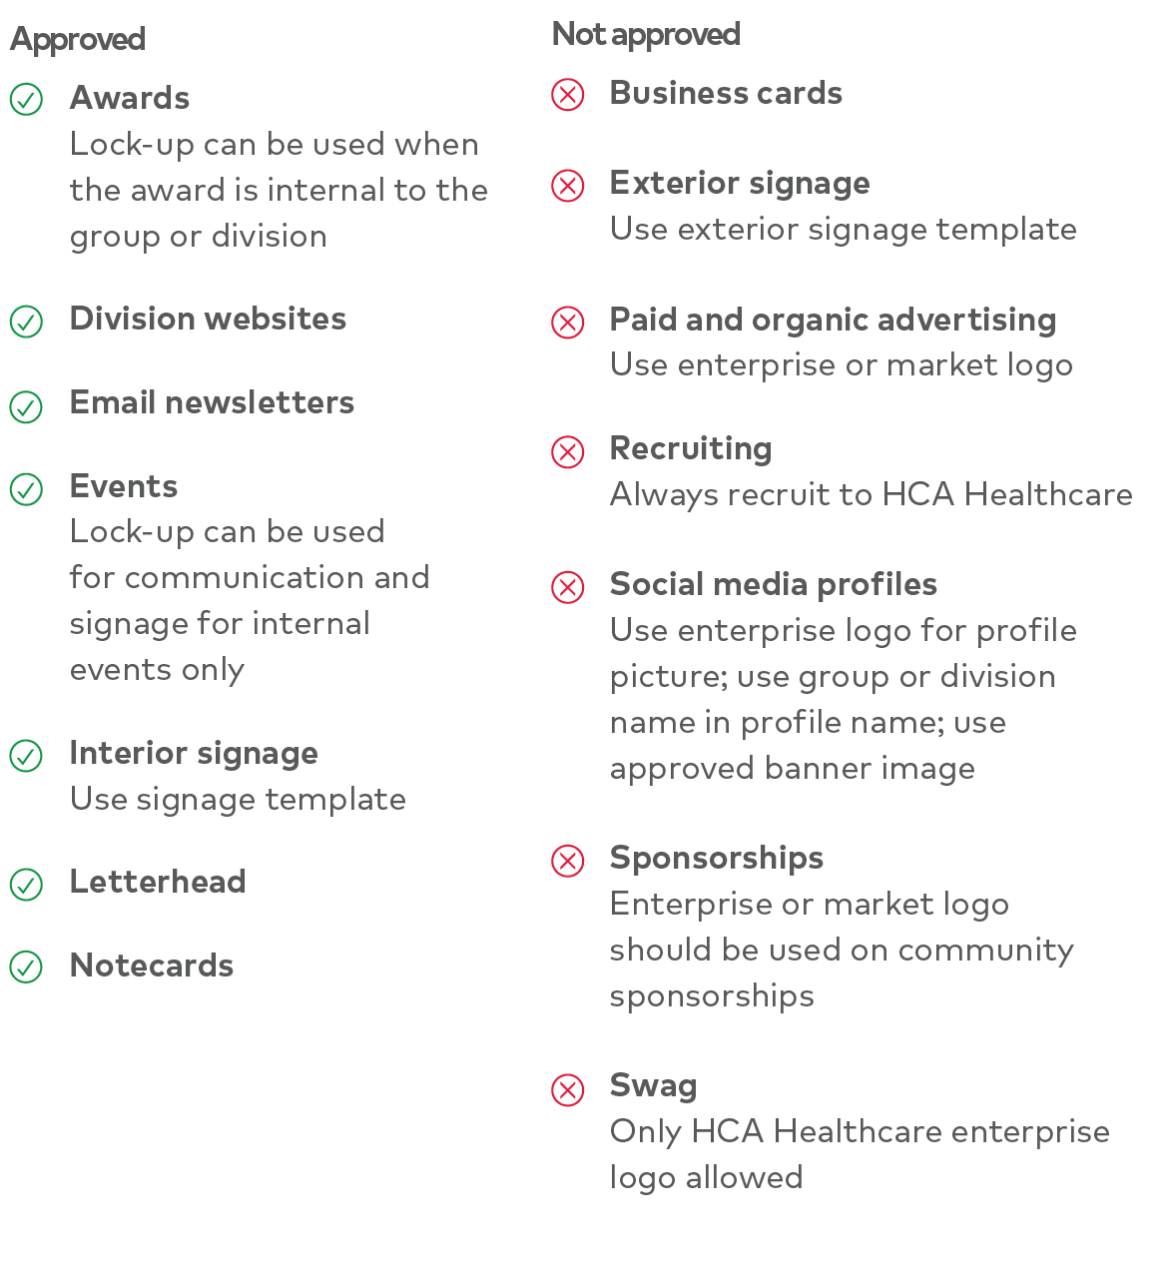 Approved
Awards
Lock-up can be used when
the award is internal to the
group or division
Division websites
Email newsletters
Events
Lock-up can be used
for communication and
signage for internal
events only
Interior signage
Use signage template
Letterhead
Notecards
Not approved
Business cards
Exterior signage
Use exterior signage template
Paid and organic advertising
Use enterprise or market logo
Recruiting
Always recruit to HCA Healthcare
Social media profiles
Use enterprise logo for profile
picture; use group or division
name in profile name; use
approved banner image
Sponsorships
Enterprise or market logo
should be used on community
sponsorships
Swag
Only HCA Healthcare enterprise
logo allowed